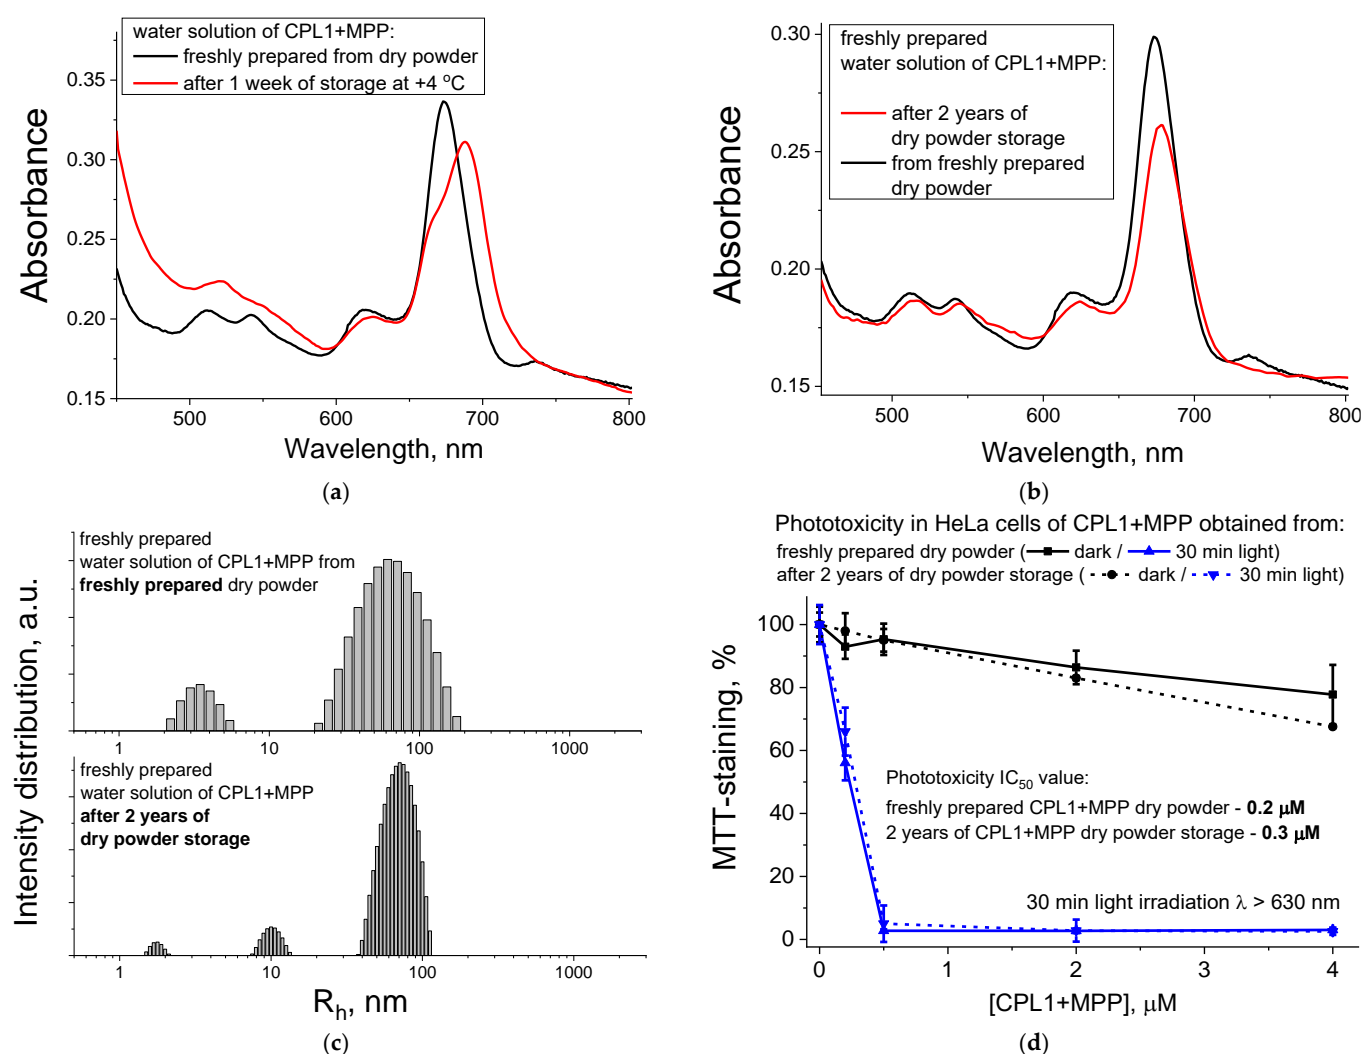 water solution of CPL1+MPP:
freshly prepared from dry powder
after 1 week of storage at +4 °C
0.35
0.30
0.25
0.20
0.15
500
600
700
800
Absorbance
Wavelength, nm
(a)
freshly prepared
water solution of CPL1+MPP:
after 2 years of
dry powder storage
from freshly prepared
dry powder
0.30
0.25
0.20
0.15
500
600
700
800
Absorbance
Wavelength, nm
(b)
freshly prepared
water solution of CPL1+MPP from
freshly prepared dry powder
1
10
100
1000
freshly prepared
water solution of CPL1+MPP
after 2 years of
dry powder storage
1
10
100
1000
Intensity distribution, a.u.
Rh, nm
(c)
Phototoxicity in HeLa cells of CPL1+MPP obtained from:
freshly prepared dry powder ( dark / 30 min light)
after 2 years of dry powder storage ( dark / 30 min light)
100
80
60
40
20
0
MTT-staining, %
Phototoxicity IC50 value:
freshly prepared CPL1+MPP dry powder - 0.2 μM
2 years of CPL1+MPP dry powder storage - 0.3 μM
30 min light irradiation λ > 630 nm
0
1
2
3
4
[CPL1+MPP], μM
(d)